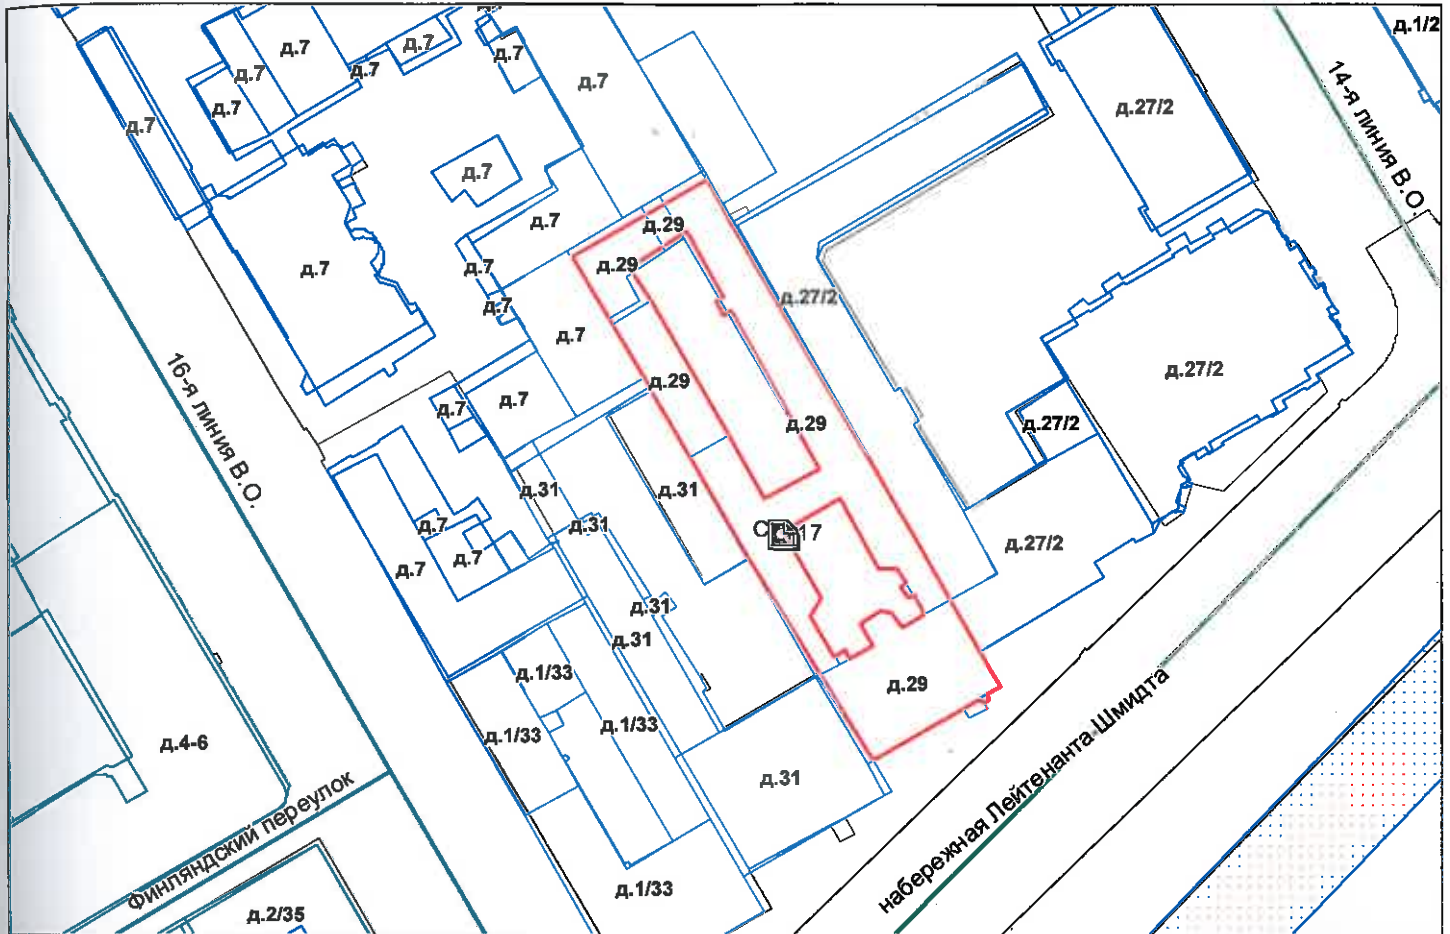 д.1/2
д.7
д.7
д.7
д.7
д.7
д.7
д.7
д.7
д.27/2
14-я линия В.О.
д.7
д.7
д.29
д.7
д.29
д.7
д.7
д.27/2
д.7
16-я линия В.О.
д.29
д.27/2
д.7
д.7
д.29
д.27/2
д.31
д.31
д.7
д.31
С 17
д.27/2
д.7
д.7
д.31
д.31
д.1/33
д.29
д.1/33
д.1/33
д.4-6
д.31
набережная Лейтенанта Шмидта
Финляндский переулок
д.1/33
д.2/35